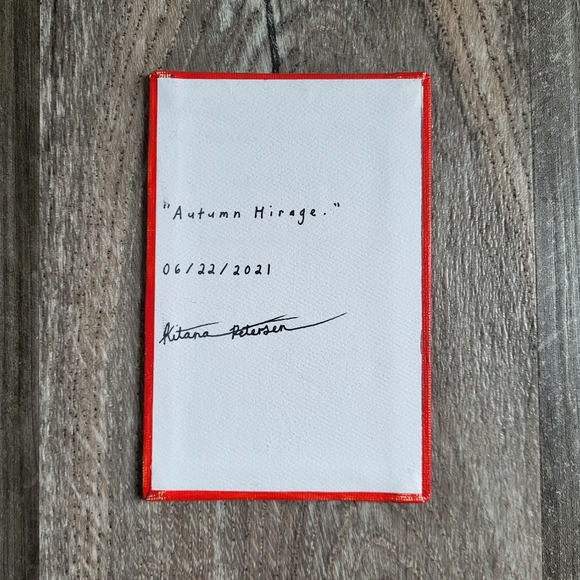 "Autumn Mirage."
06/22/2021
Kitana Petersen